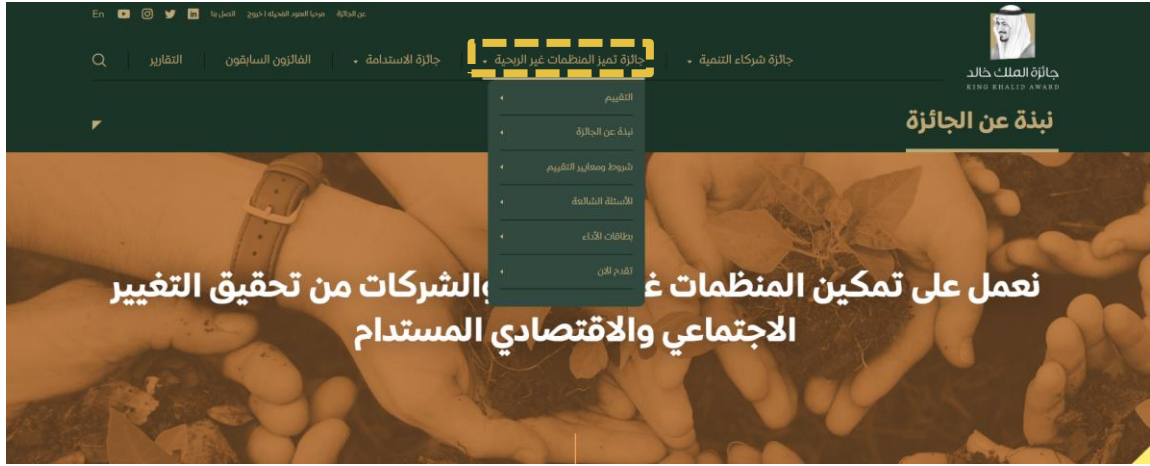 عن الجائزة
اتصل بنا
En
جائزة الملك خالد
KING KHALID AWARD
جائزة شركاء التنمية
جائزة تميز المنظمات غير الربحية
جائزة الاستدامة
الفائزون السابقون
التقارير
نبذة عن الجائزة
التقييم
نبذة عن الجائزة
شروط ومعايير التقييم
الأسئلة الشائعة
بطاقات الأداء
تقدم الآن
نعمل على تمكين المنظمات والشركات من تحقيق التغيير
الاجتماعي والاقتصادي المستدام